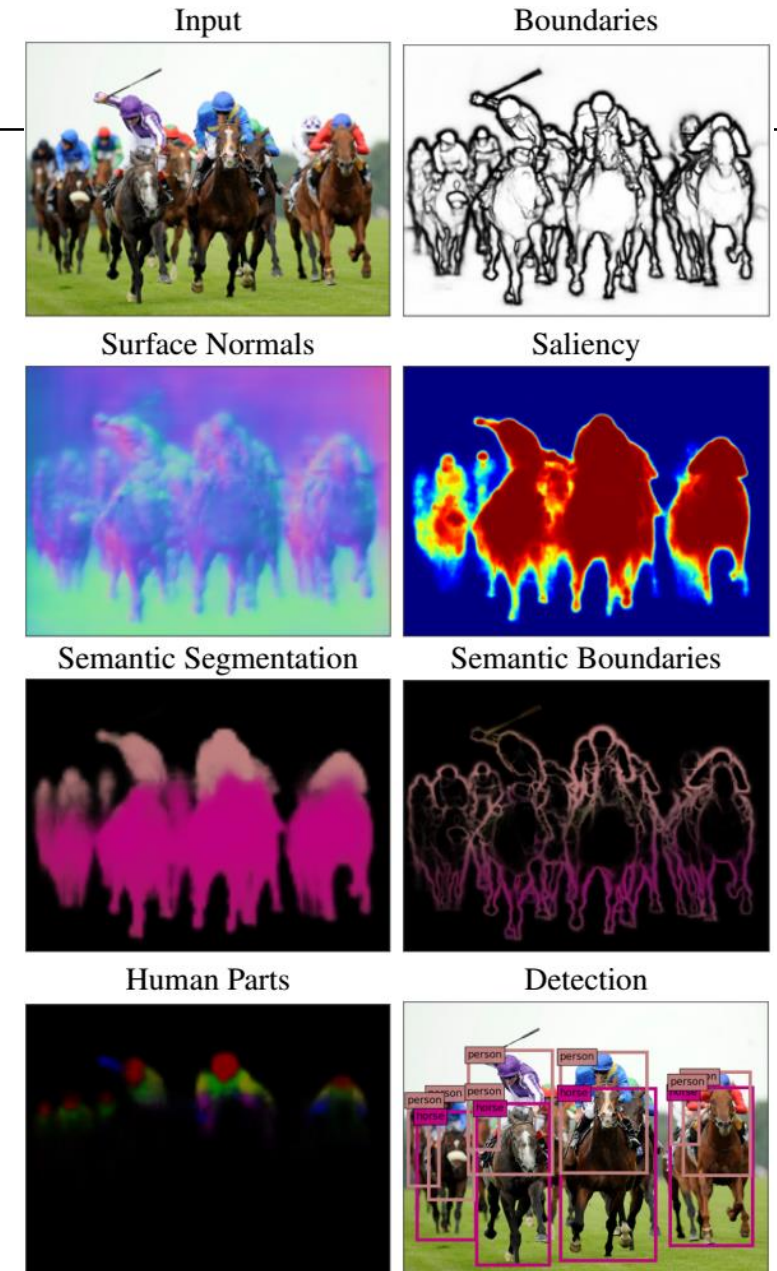 Input
Boundaries
Surface Normals
Saliency
Semantic Segmentation
Semantic Boundaries
Human Parts
Detection
person
person
person
person
person
horse
horse
horse